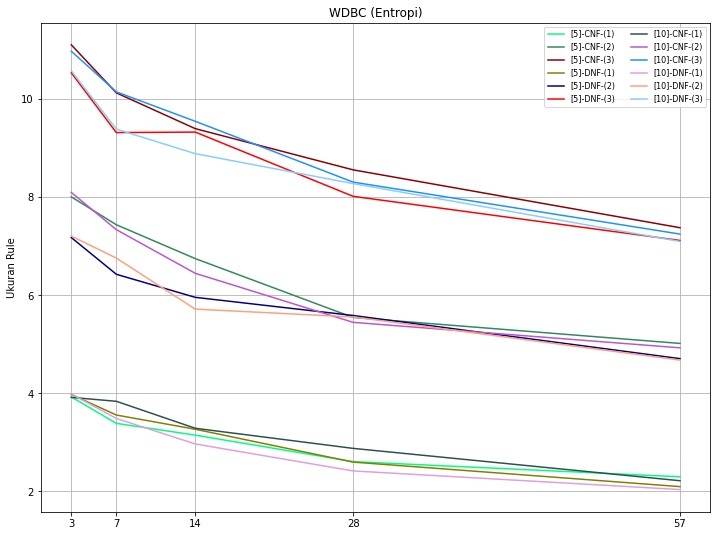 WDBC (Entropi)
[5]-CNF-(1) [10]-CNF-(1)
[5]-CNF-(2) [10]-CNF-(2)
[5]-CNF-(3) [10]-CNF-(3)
[5]-DNF-(1) [10]-DNF-(1)
[5]-DNF-(2) [10]-DNF-(2)
[5]-DNF-(3) [10]-DNF-(3)
10
8
6
4
2
Ukuran Rule
3 7 14 28 57